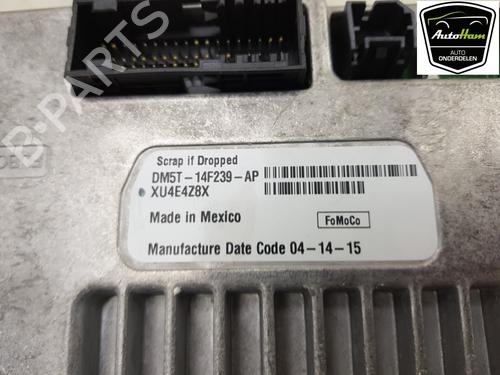 AutoHam
AUTO
ONDERDELEN
B-PARTS
Scrap if Dropped
DM5T-14F239-AP
XU4E4Z8X
Made in Mexico
FoMoCo
Manufacture Date Code 04-14-15